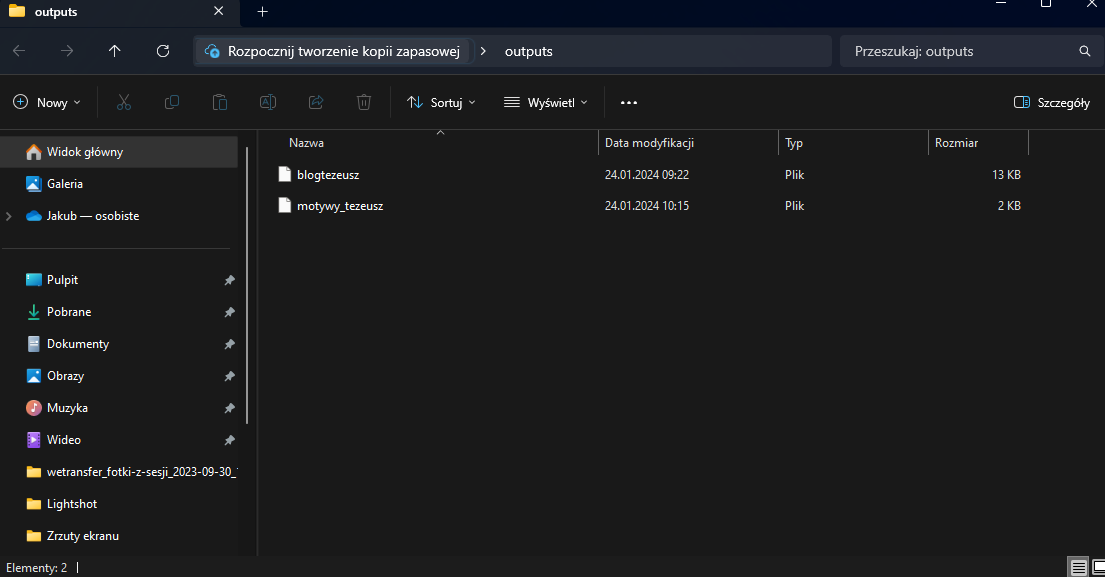 outputs
Rozpocznij tworzenie kopii zapasowej > outputs
Przeszukaj: outputs
Nowy
Sortuj
Wyświetl
Szczegóły
Widok główny
Galeria
Jakub — osobiste
Pulpit
Pobrane
Dokumenty
Obrazy
Muzyka
Wideo
wetransfer_fotki-z-sesji_2023-09-30_
Lightshot
Zrzuty ekranu
Nazwa Data modyfikacji Typ Rozmiar
blogtezeusz 24.01.2024 09:22 Plik 13 KB
motywy_tezeusz 24.01.2024 10:15 Plik 2 KB
Elementy: 2